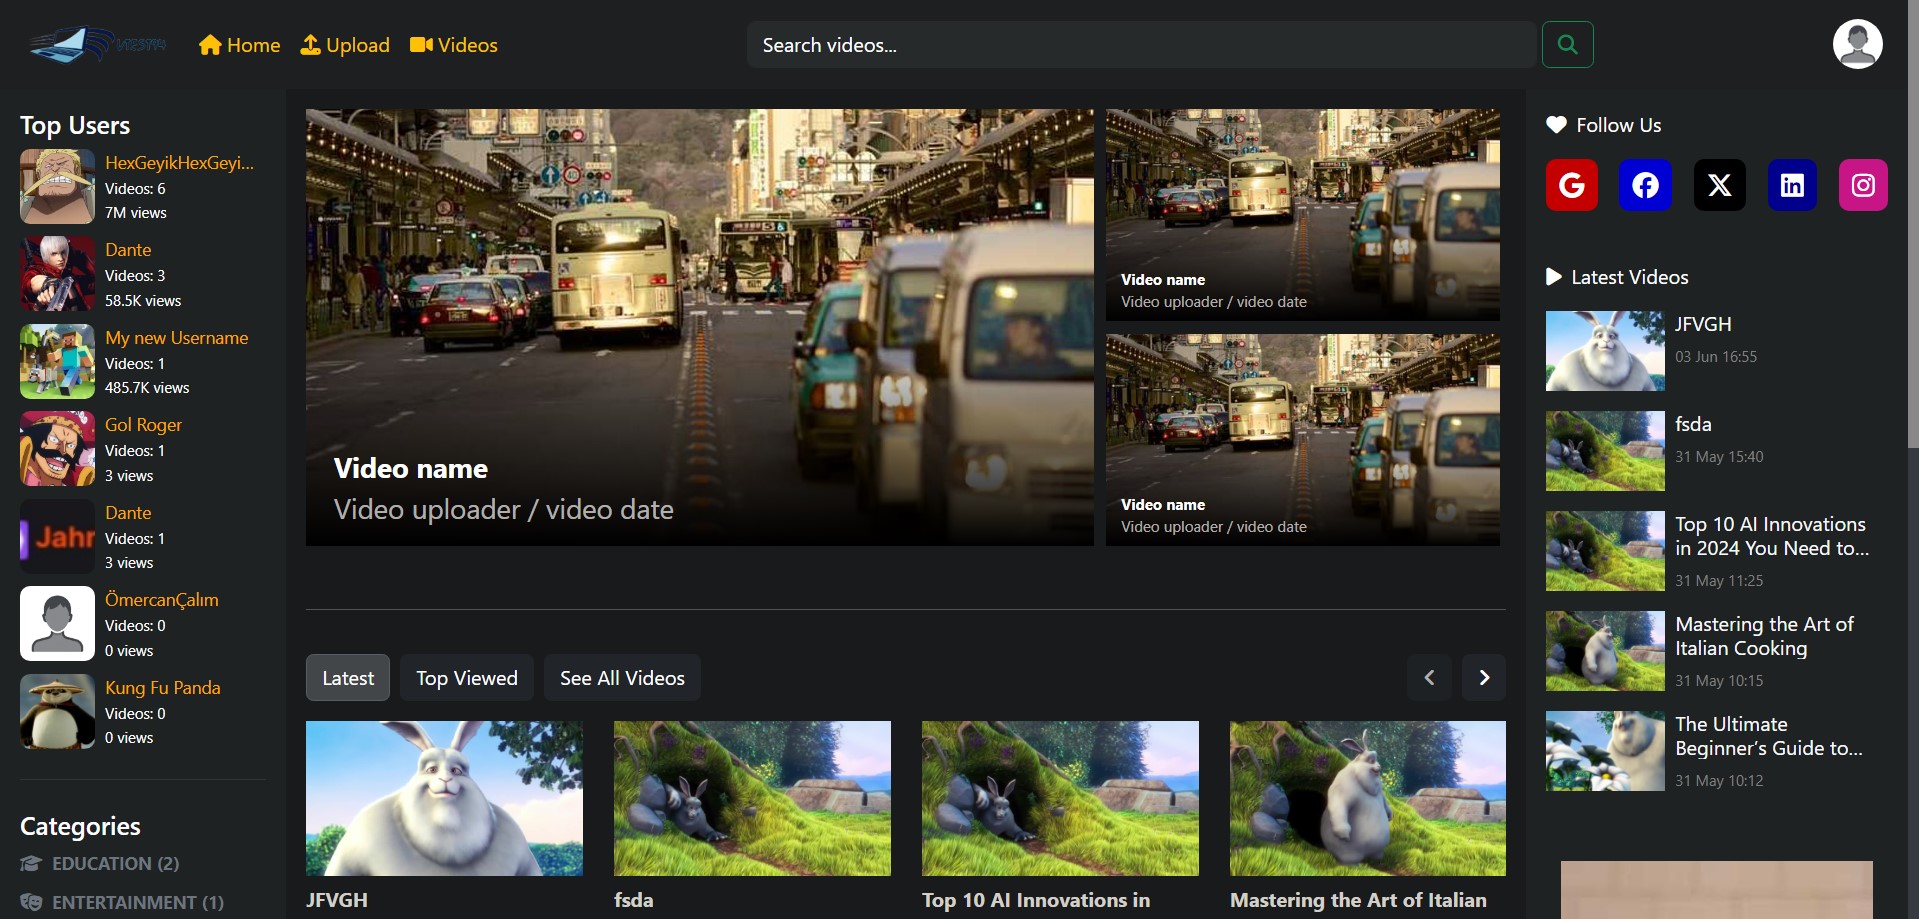 Home
Upload
Videos
Search videos...
Top Users
HexGeyikHexGeyi...
Videos: 6
7M views
Dante
Videos: 3
58.5K views
My new Username
Videos: 1
485.7K views
Gol Roger
Videos: 1
3 views
Jahr
Dante
Videos: 1
3 views
ÖmercanÇalım
Videos: 0
0 views
Kung Fu Panda
Videos: 0
0 views
Categories
EDUCATION (2)
ENTERTAINMENT (1)
Video name
Video uploader / video date
Video name
Video uploader / video date
Video name
Video uploader / video date
Latest
Top Viewed
See All Videos
JFVGH
fsda
Top 10 AI Innovations in
Mastering the Art of Italian
Follow Us
Latest Videos
JFVGH
03 Jun 16:55
fsda
31 May 15:40
Top 10 AI Innovations
in 2024 You Need to...
31 May 11:25
Mastering the Art of
Italian Cooking
31 May 10:15
The Ultimate
Beginner’s Guide to...
31 May 10:12